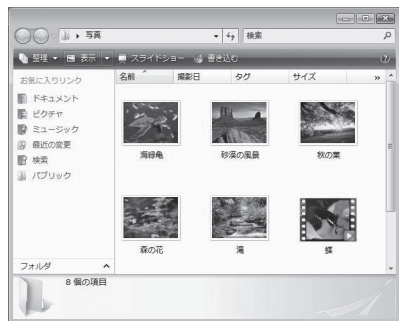 写真
検索
整理 表示 スライドショー 書き込む
お気に入りリンク
ドキュメント
ピクチャ
ミュージック
最近の変更
検索
パブリック
フォルダ
名前 撮影日 タグ サイズ »
海緑亀 砂漠の風景 秋の葉
森の花 滝 蝶
8 個の項目